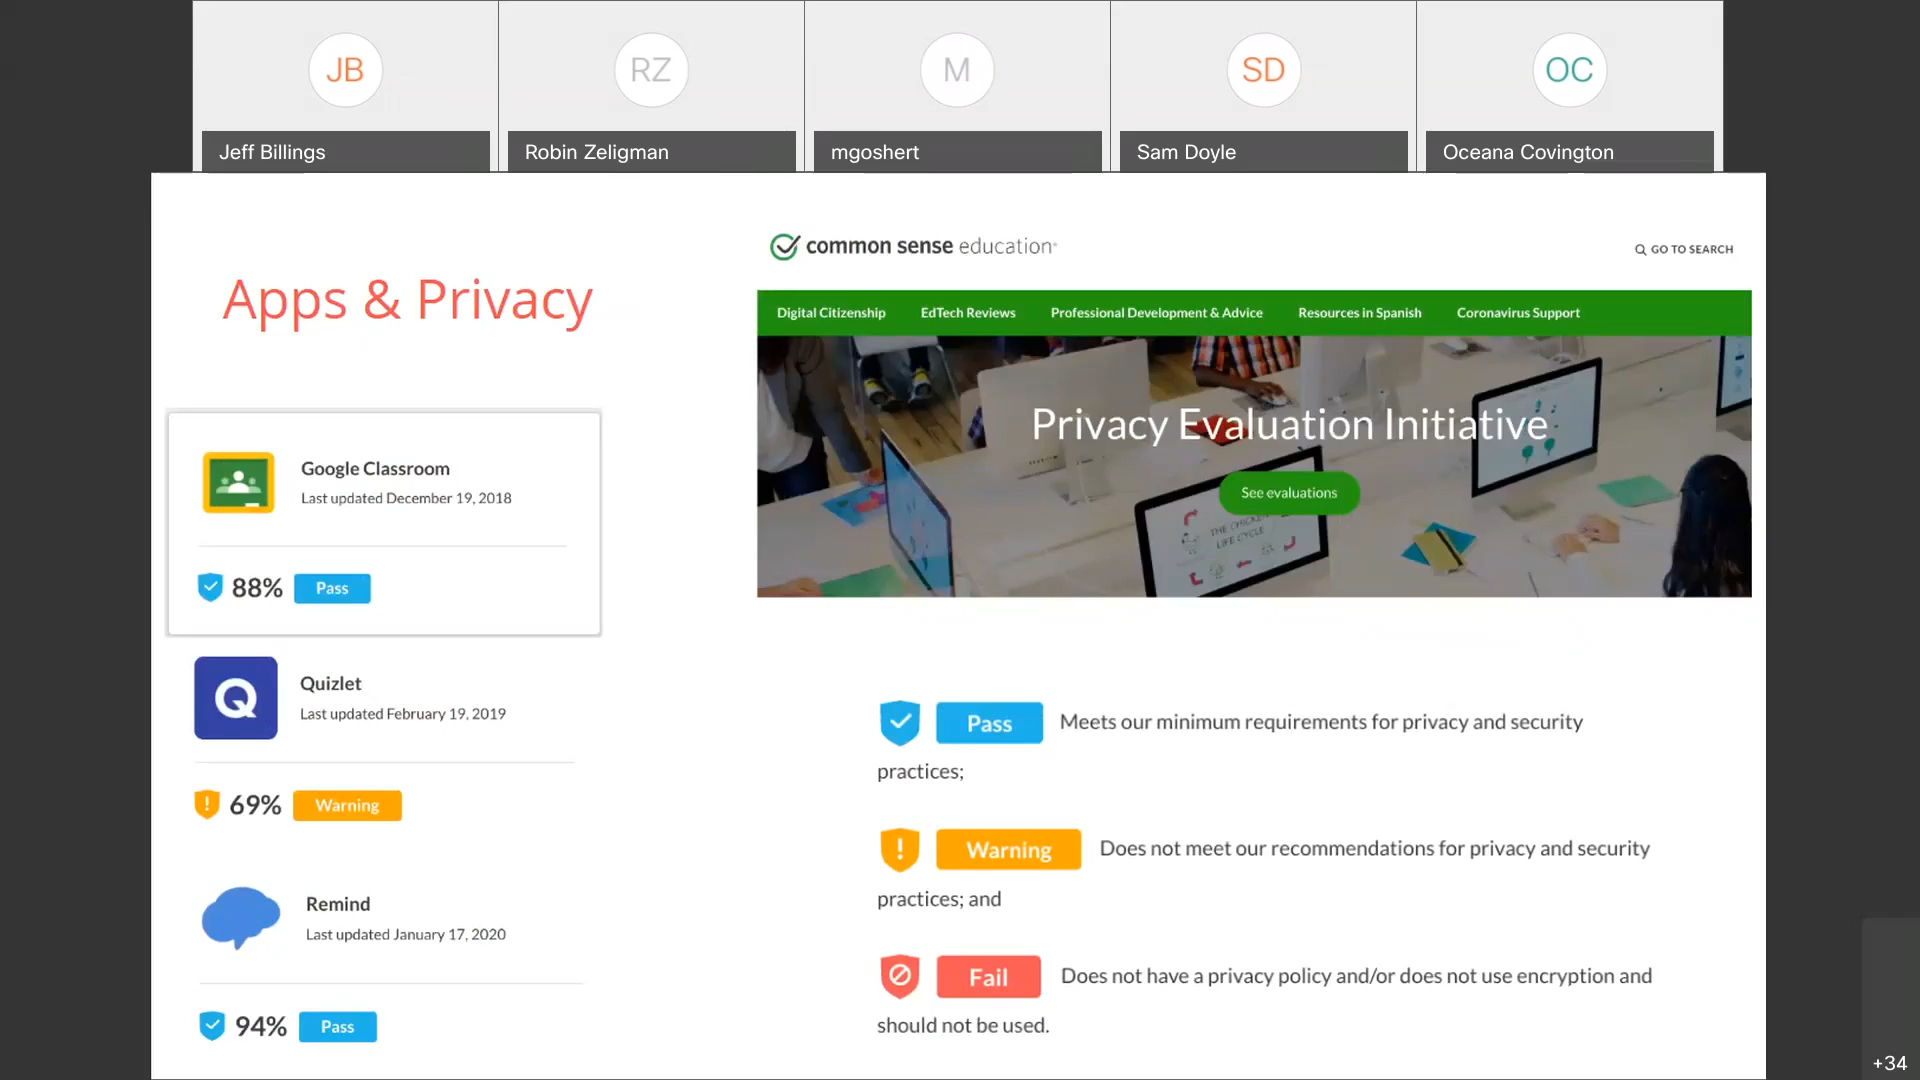 JB
RZ
M
SD
OC
Jeff Billings
Robin Zeligman
mgoshert
Sam Doyle
Oceana Covington
Apps & Privacy
Google Classroom
Last updated December 19, 2018
88% Pass
Quizlet
Last updated February 19, 2019
69% Warning
Remind
Last updated January 17, 2020
94% Pass
common sense education
GO TO SEARCH
Digital Citizenship
EdTech Reviews
Professional Development & Advice
Resources in Spanish
Coronavirus Support
Privacy Evaluation Initiative
See evaluations
THE CHICKEN
LIFE CYCLE
Pass Meets our minimum requirements for privacy and security
practices;
Warning Does not meet our recommendations for privacy and security
practices; and
Fail Does not have a privacy policy and/or does not use encryption and
should not be used.
+34